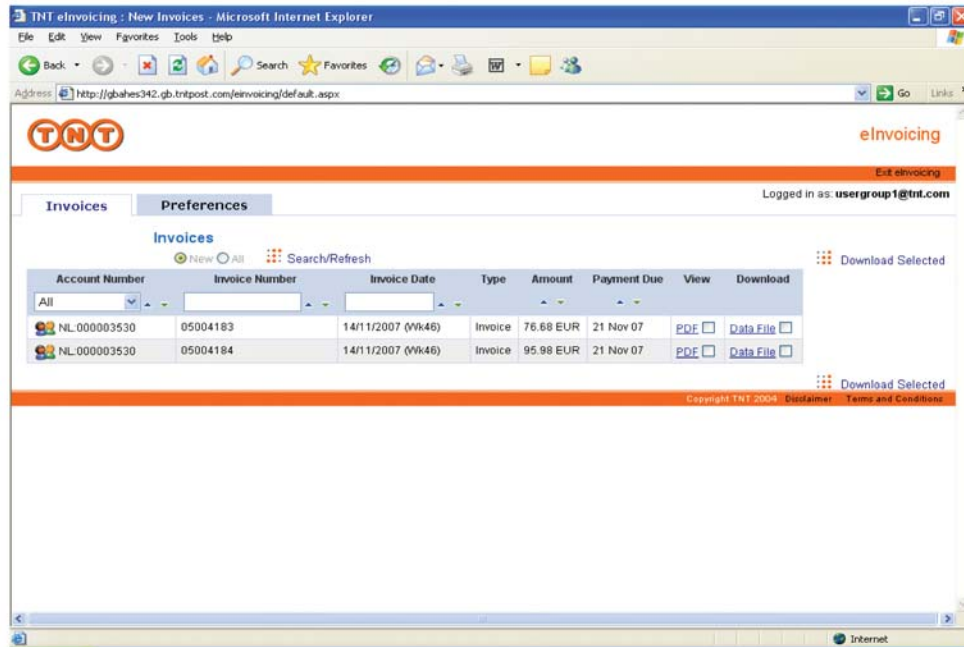 TNT eInvoicing : New Invoices - Microsoft Internet Explorer
File Edit View Favorites Tools Help
Back Search Favorites
Address http://gbahes342.gb.tntpost.com/einvoicing/default.aspx Go Links
TNT eInvoicing
Exit eInvoicing
Logged in as: usergroup1@tnt.com
Invoices Preferences
Invoices
New All Search/Refresh
Download Selected
Account Number Invoice Number Invoice Date Type Amount Payment Due View Download
All
NL:000003530 05004183 14/11/2007 (Wk46) Invoice 76.68 EUR 21 Nov 07 PDF Data File
NL:000003530 05004184 14/11/2007 (Wk46) Invoice 95.98 EUR 21 Nov 07 PDF Data File
Download Selected
Copyright TNT 2004 Disclaimer Terms and Conditions
Internet